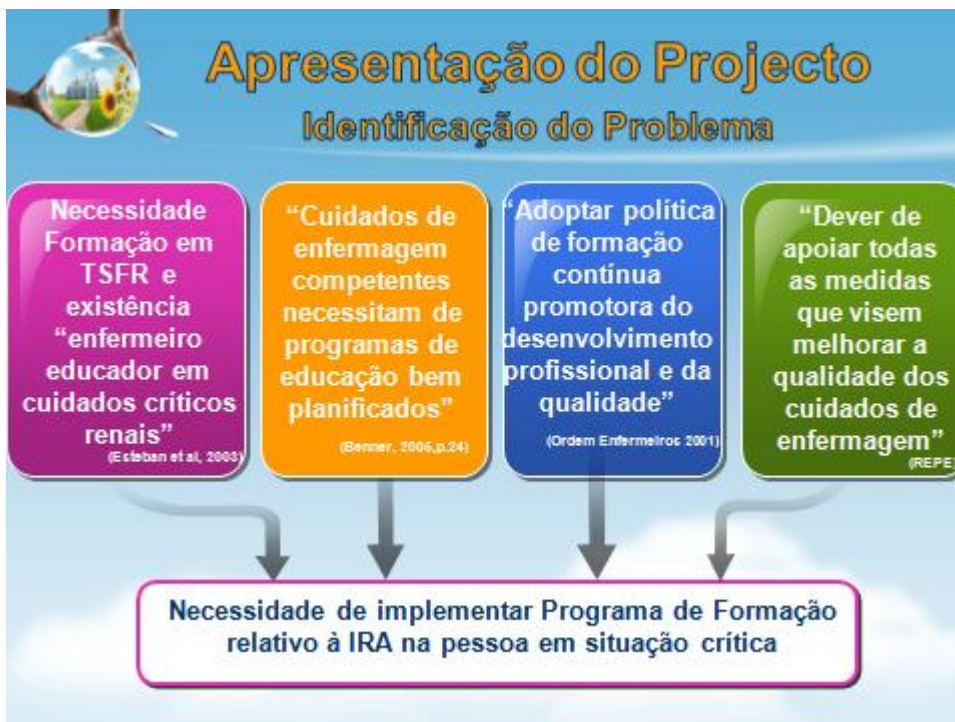 Apresentação do Projecto
Identificação do Problema
Necessidade
Formação em
TSFR e
existência
“enfermeiro
educador em
cuidados críticos
renais”
(Esteban et al, 2003)
“Cuidados de
enfermagem
competentes
necessitam de
programas de
educação bem
planificados”
(Benner, 2005,p.24)
“Adoptar política
de formação
contínua
promotora do
desenvolvimento
profissional e da
qualidade”
(Ordem Enfermeiros 2001)
“Dever de
apoiar todas
as medidas
que visem
melhorar a
qualidade dos
cuidados de
enfermagem”
(REPE)
Necessidade de implementar Programa de Formação
relativo à IRA na pessoa em situação crítica